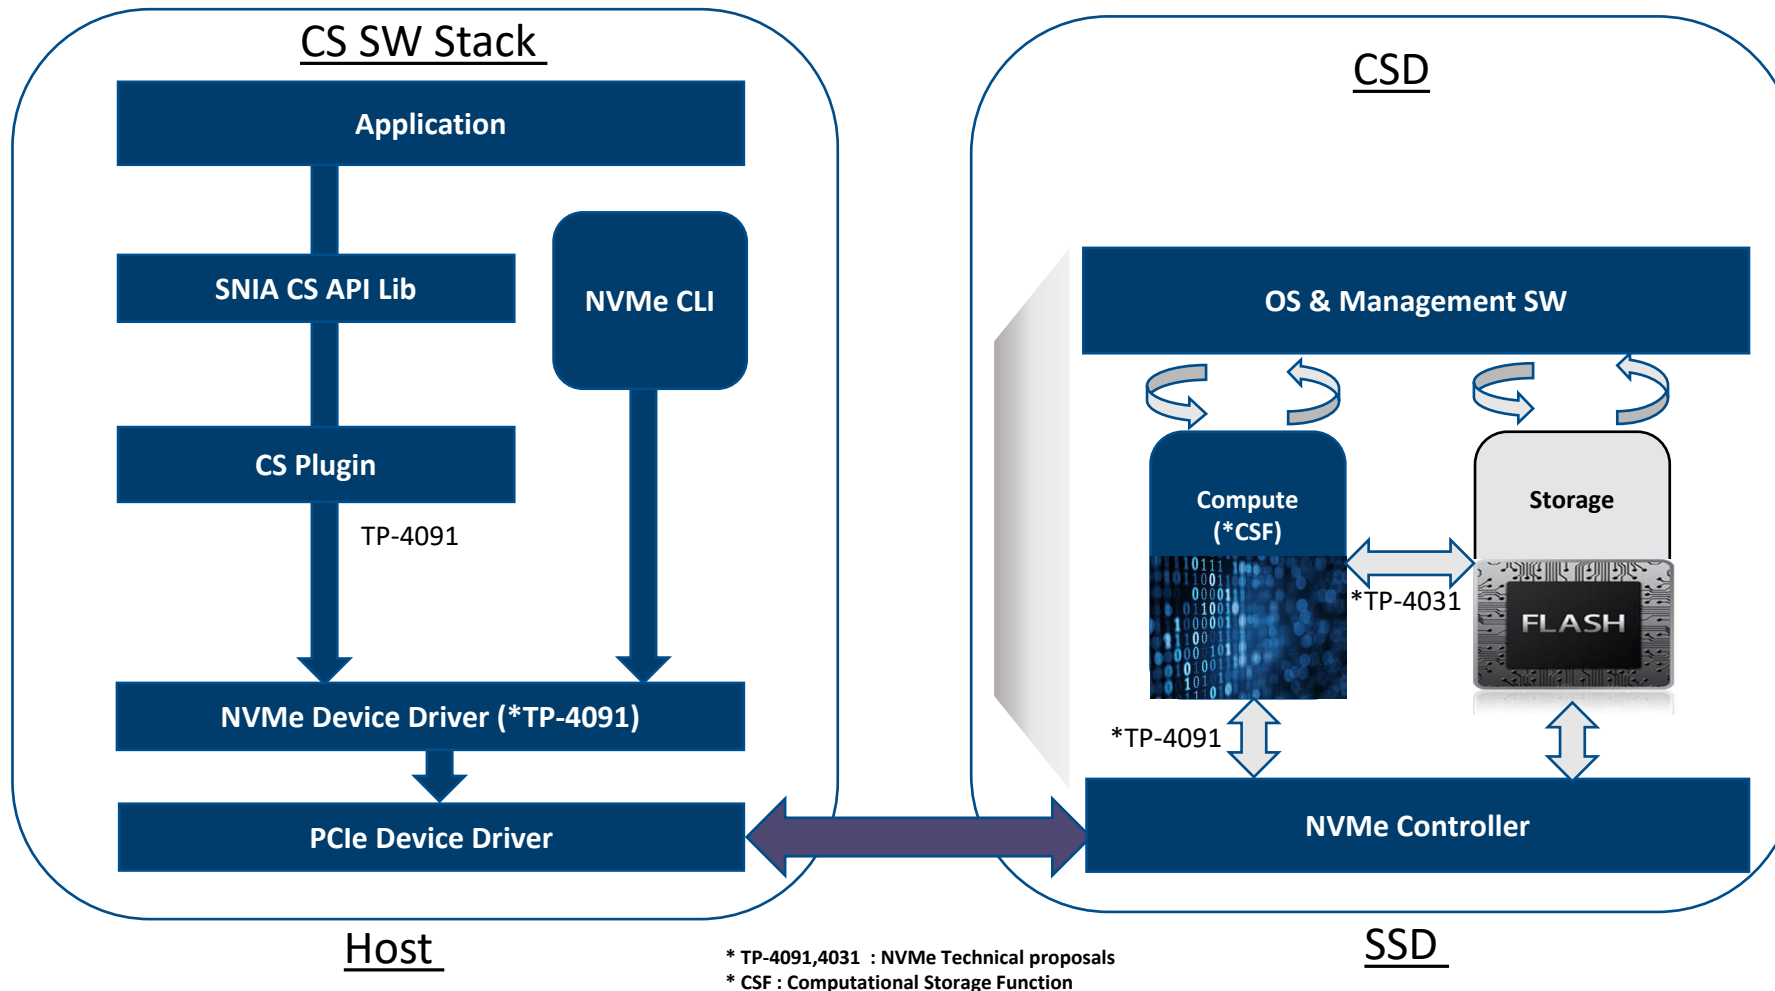 CS SW Stack
Application
SNIA CS API Lib
NVMe CLI
CS Plugin
TP-4091
NVMe Device Driver (*TP-4091)
PCIe Device Driver
Host
CSD
OS & Management SW
Compute
(*CSF)
Storage
*TP-4031
FLASH
*TP-4091
NVMe Controller
SSD
* TP-4091,4031 : NVMe Technical proposals
* CSF : Computational Storage Function